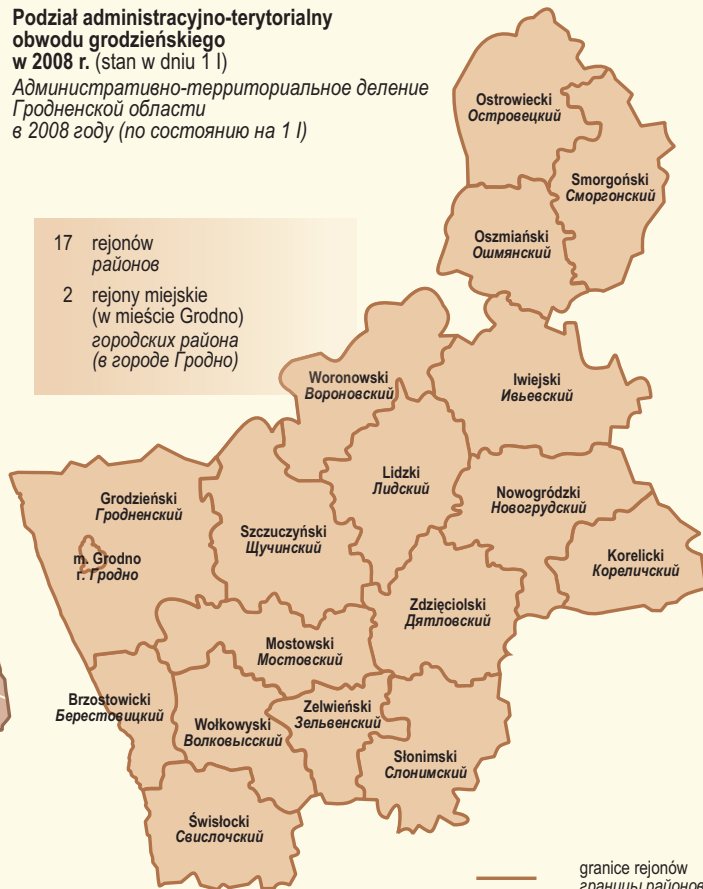 Podział administracyjno-terytorialny
obwodu grodzieńskiego
w 2008 r. (stan w dniu 1 I)
Административно-территориальное деление
Гродненской области
в 2008 году (по состоянию на 1 I)
17 rejonów
районов
2 rejony miejskie
(w mieście Grodno)
городских района
(в городе Гродно)
Ostrowiecki
Островецкий
Smorgoński
Сморгонский
Oszmiański
Ошмянский
Woronowski
Вороновский
Iwiejski
Ивьевский
Lidzki
Лидский
Grodzieński
Гродненский
Nowogródzki
Новогрудский
Szczuczyński
Щучинский
m. Grodno
г. Гродно
Korelicki
Кореличский
Zdzięciolski
Дятловский
Mostowski
Мостовский
Brzostowicki
Берестовицкий
Zelwieński
Зельвенский
Wołkowyski
Волковысский
Słonimski
Слонимский
Świsłocki
Свислочский
granice rejonów
границы районов